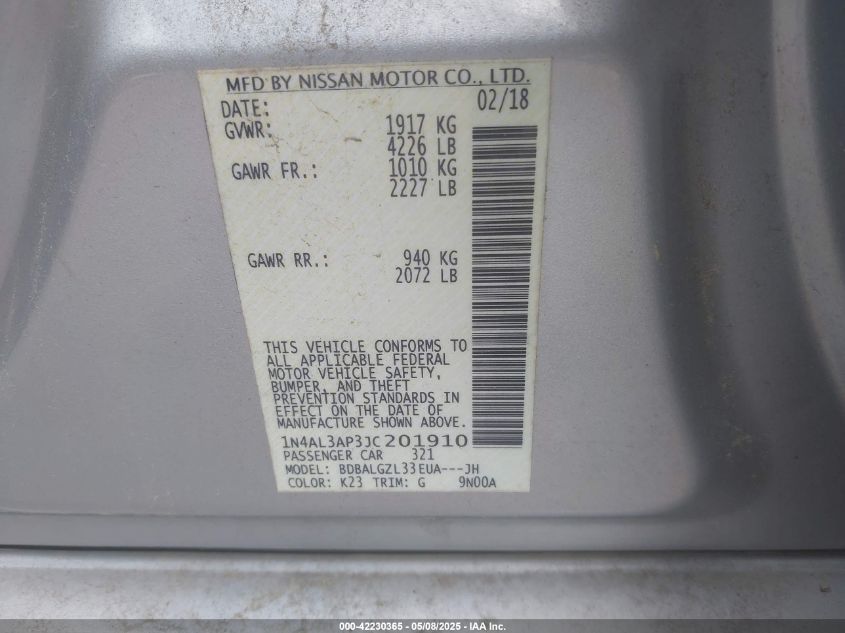 MFD BY NISSAN MOTOR CO., LTD.
DATE: 02/18
GVWR: 1917 KG
4226 LB
GAWR FR.: 1010 KG
2227 LB
GAWR RR.: 940 KG
2072 LB
THIS VEHICLE CONFORMS TO
ALL APPLICABLE FEDERAL
MOTOR VEHICLE SAFETY,
BUMPER, AND THEFT
PREVENTION STANDARDS IN
EFFECT ON THE DATE OF
MANUFACTURE SHOWN ABOVE.
1N4AL3AP3JC201910
PASSENGER CAR 321
MODEL: BDBALGZL33EUA---JH
COLOR: K23 TRIM: G 9N00A
000-42230365 - 05/08/2025 - IAA Inc.